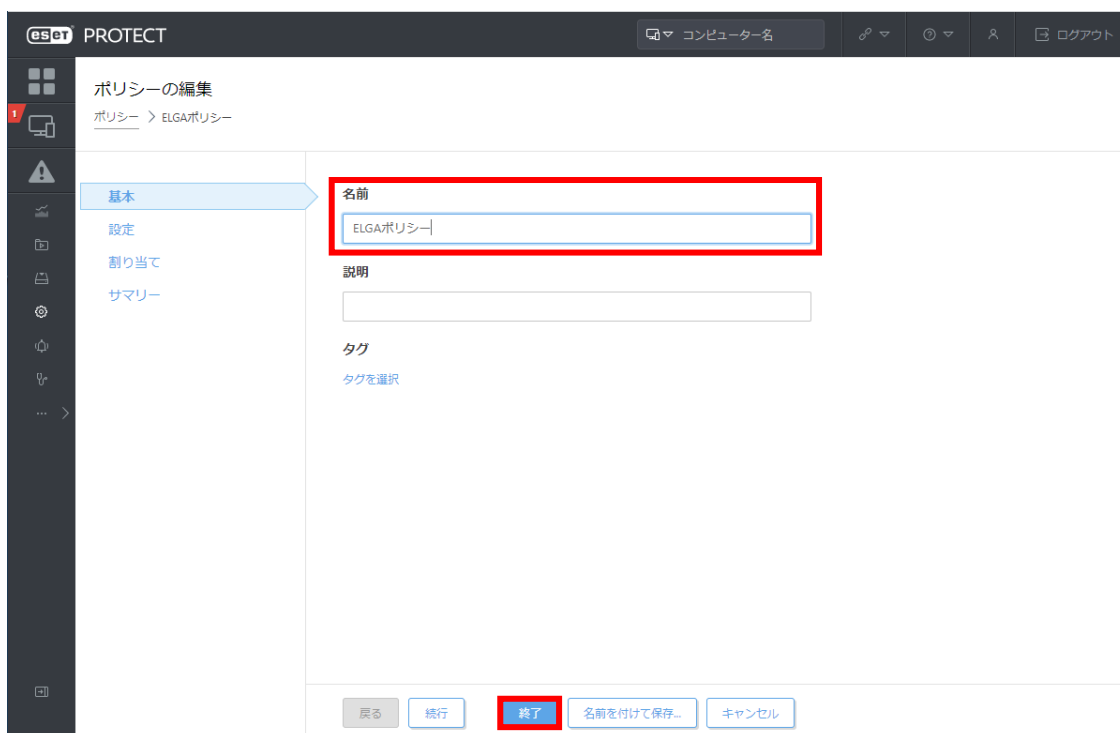 eset PROTECT
コンピューター名
ログアウト
ポリシーの編集
ポリシー > ELGAポリシー
1
基本
設定
割り当て
サマリー
名前
ELGAポリシー
説明
タグ
タグを選択
戻る
続行
終了
名前を付けて保存...
キャンセル